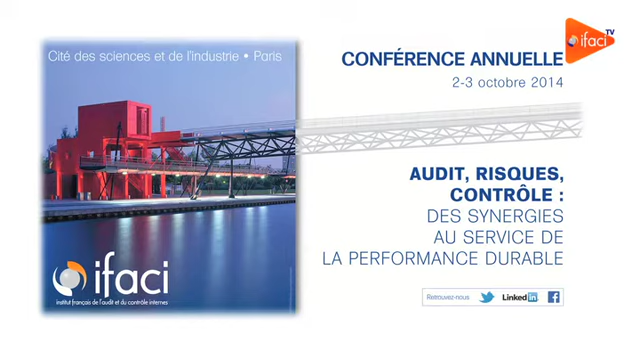 Cité des sciences et de l'industrie • Paris
ifaci
institut français de l'audit et du contrôle internes
CONFÉRENCE ANNUELLE
2-3 octobre 2014
ifaci
TV
AUDIT, RISQUES,
CONTRÔLE :
DES SYNERGIES
AU SERVICE DE
LA PERFORMANCE DURABLE
Retrouvez-nous
Linked in